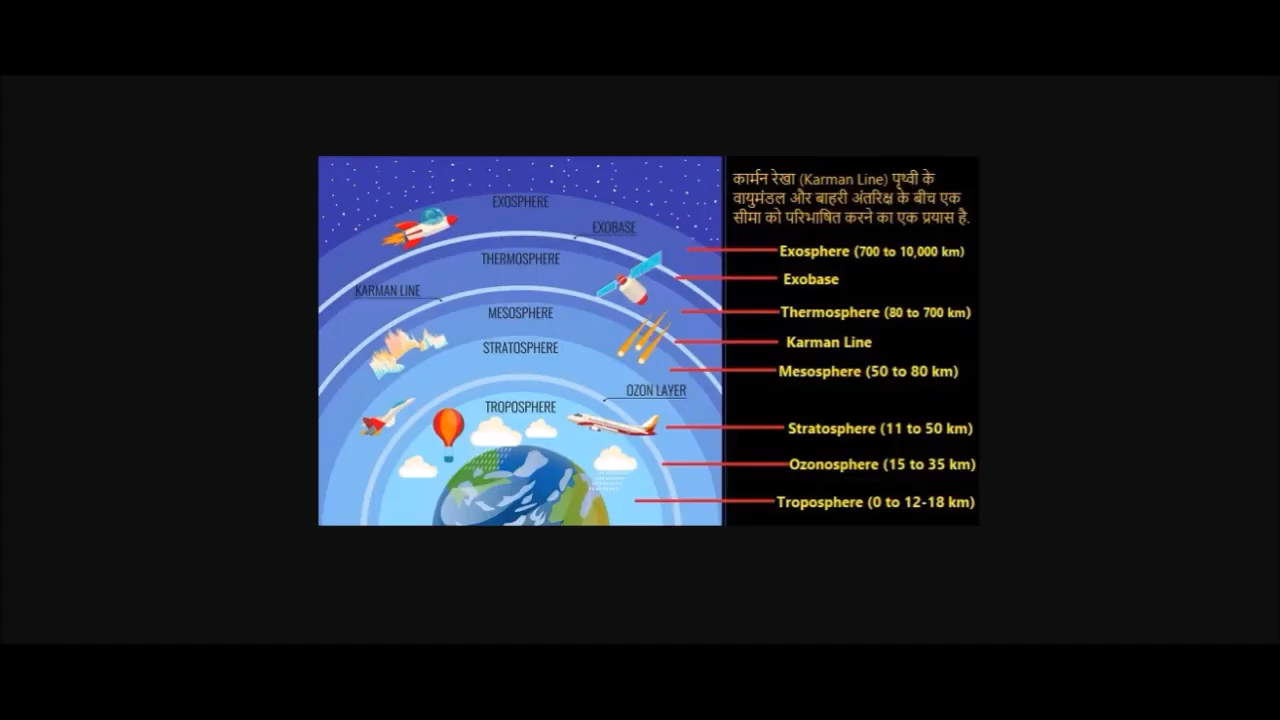 EXOSPHERE
EXOBASE
THERMOSPHERE
KARMAN LINE
MESOSPHERE
STRATOSPHERE
OZON LAYER
TROPOSPHERE
कार्मन रेखा (Karman Line) पृथ्वी के
वायुमंडल और बाहरी अंतरिक्ष के बीच एक
सीमा को परिभाषित करने का एक प्रयास है.
Exosphere (700 to 10,000 km)
Exobase
Thermosphere (80 to 700 km)
Karman Line
Mesosphere (50 to 80 km)
Stratosphere (11 to 50 km)
Ozonosphere (15 to 35 km)
Troposphere (0 to 12-18 km)